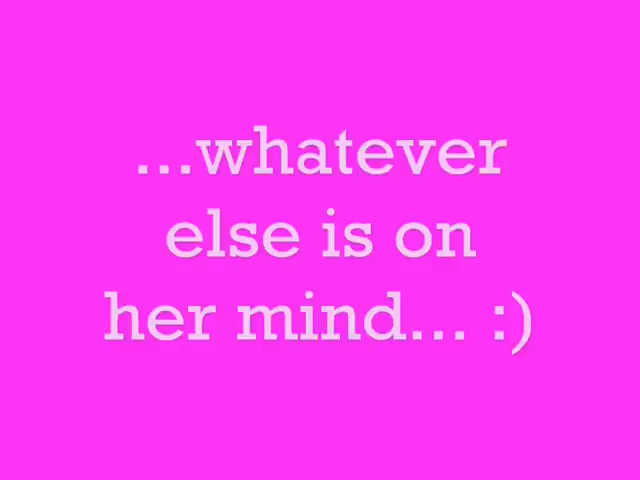 ...whatever
else is on
her mind... :)